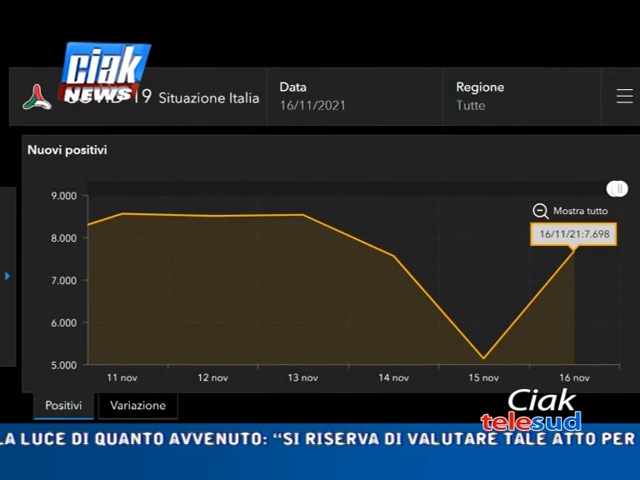 ciak
NEWS
19 Situazione Italia
Data
16/11/2021
Regione
Tutte
Nuovi positivi
Mostra tutto
16/11/21:7.698
9.000
8.000
7.000
6.000
5.000
11 nov
12 nov
13 nov
14 nov
15 nov
16 nov
Positivi
Variazione
Ciak
telesud
LA LUCE DI QUANTO AVVENUTO: “SI RISERVA DI VALUTARE TALE ATTO PER